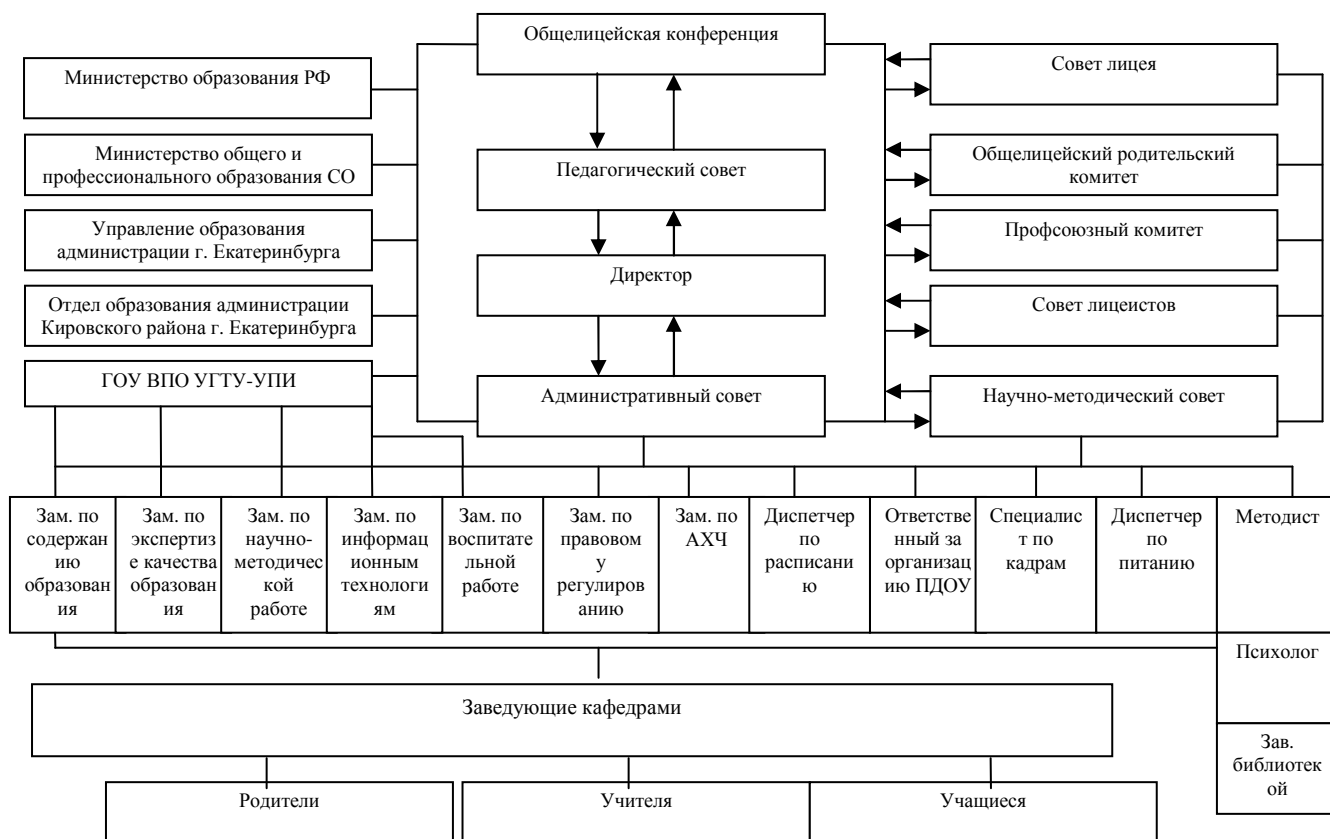 Общелицейская конференция
Министерство образования РФ
Совет лицея
Министерство общего и
профессионального образования СО
Педагогический совет
Общелицейский родительский
комитет
Управление образования
администрации г. Екатеринбурга
Профсоюзный комитет
Директор
Отдел образования администрации
Кировского района г. Екатеринбурга
Совет лицеистов
ГОУ ВПО УГТУ-УПИ
Административный совет
Научно-методический совет
Зам. по
содержа
нию
образова
ния
Зам. по
экспертиз
е качества
образова
ния
Зам. по
научно-
методичес
кой
работе
Зам. по
информац
ионным
технологи
ям
Зам. по
воспитате
льной
работе
Зам. по
правовом
у
регулиров
анию
Зам. по
АХЧ
Диспетчер
по
расписани
ю
Ответстве
нный за
организац
ию ПДОУ
Специалис
т по
кадрам
Диспетчер
по
питанию
Методист
Психолог
Зав.
библиотек
ой
Заведующие кафедрами
Родители
Учителя
Учащиеся